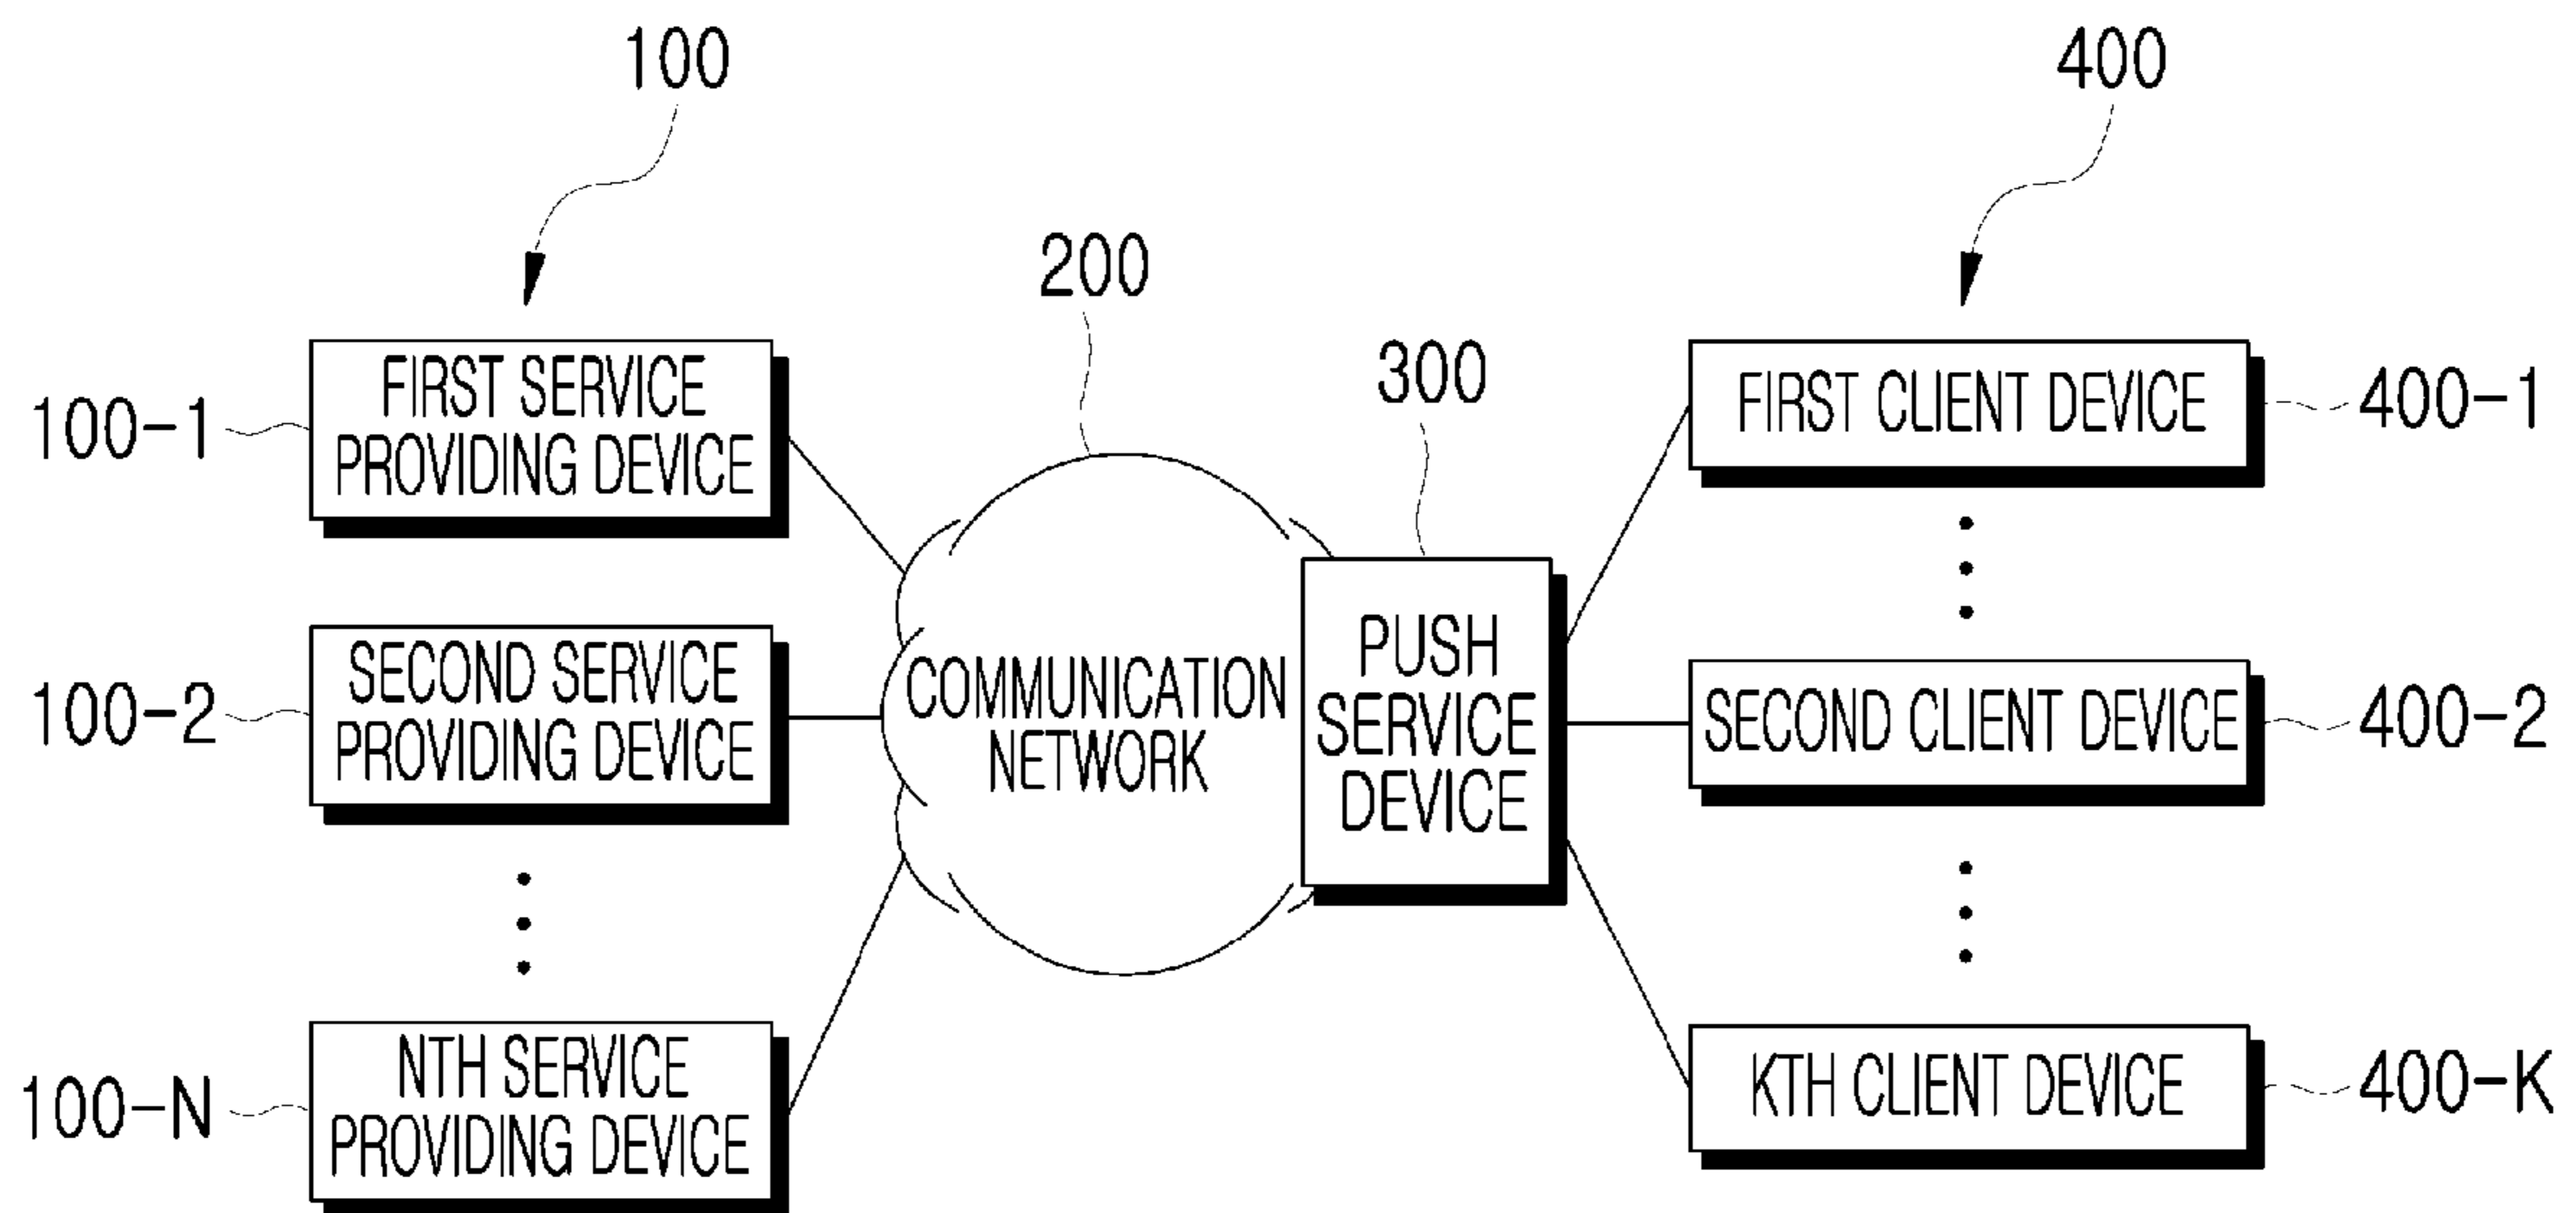 100
400
200
300
100-1
FIRST SERVICE
PROVIDING DEVICE
FIRST CLIENT DEVICE
400-1
100-2
SECOND SERVICE
PROVIDING DEVICE
COMMUNICATION
NETWORK
PUSH
SERVICE
DEVICE
SECOND CLIENT DEVICE
400-2
100-N
NTH SERVICE
PROVIDING DEVICE
KTH CLIENT DEVICE
400-K